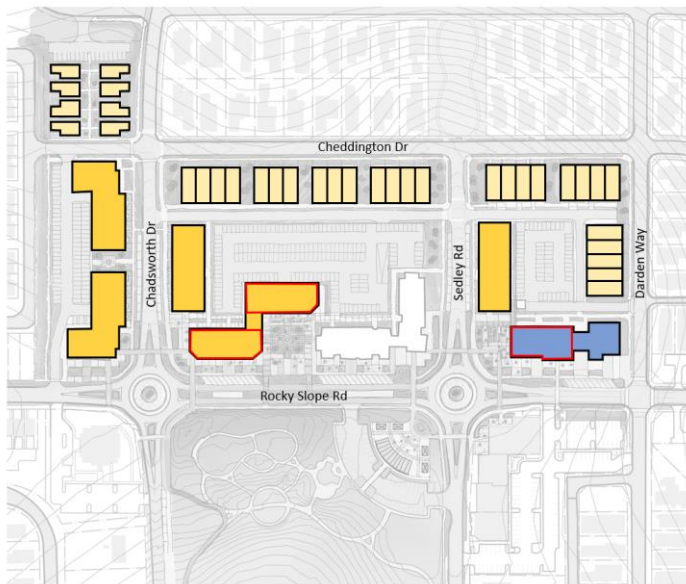 Cheddington Dr
Chadsworth Dr
Sedley Rd
Darden Way
Rocky Slope Rd